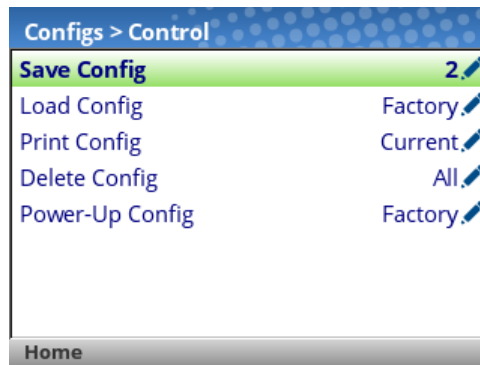 Configs > Control
Save Config 2
Load Config Factory
Print Config Current
Delete Config All
Power-Up Config Factory
Home